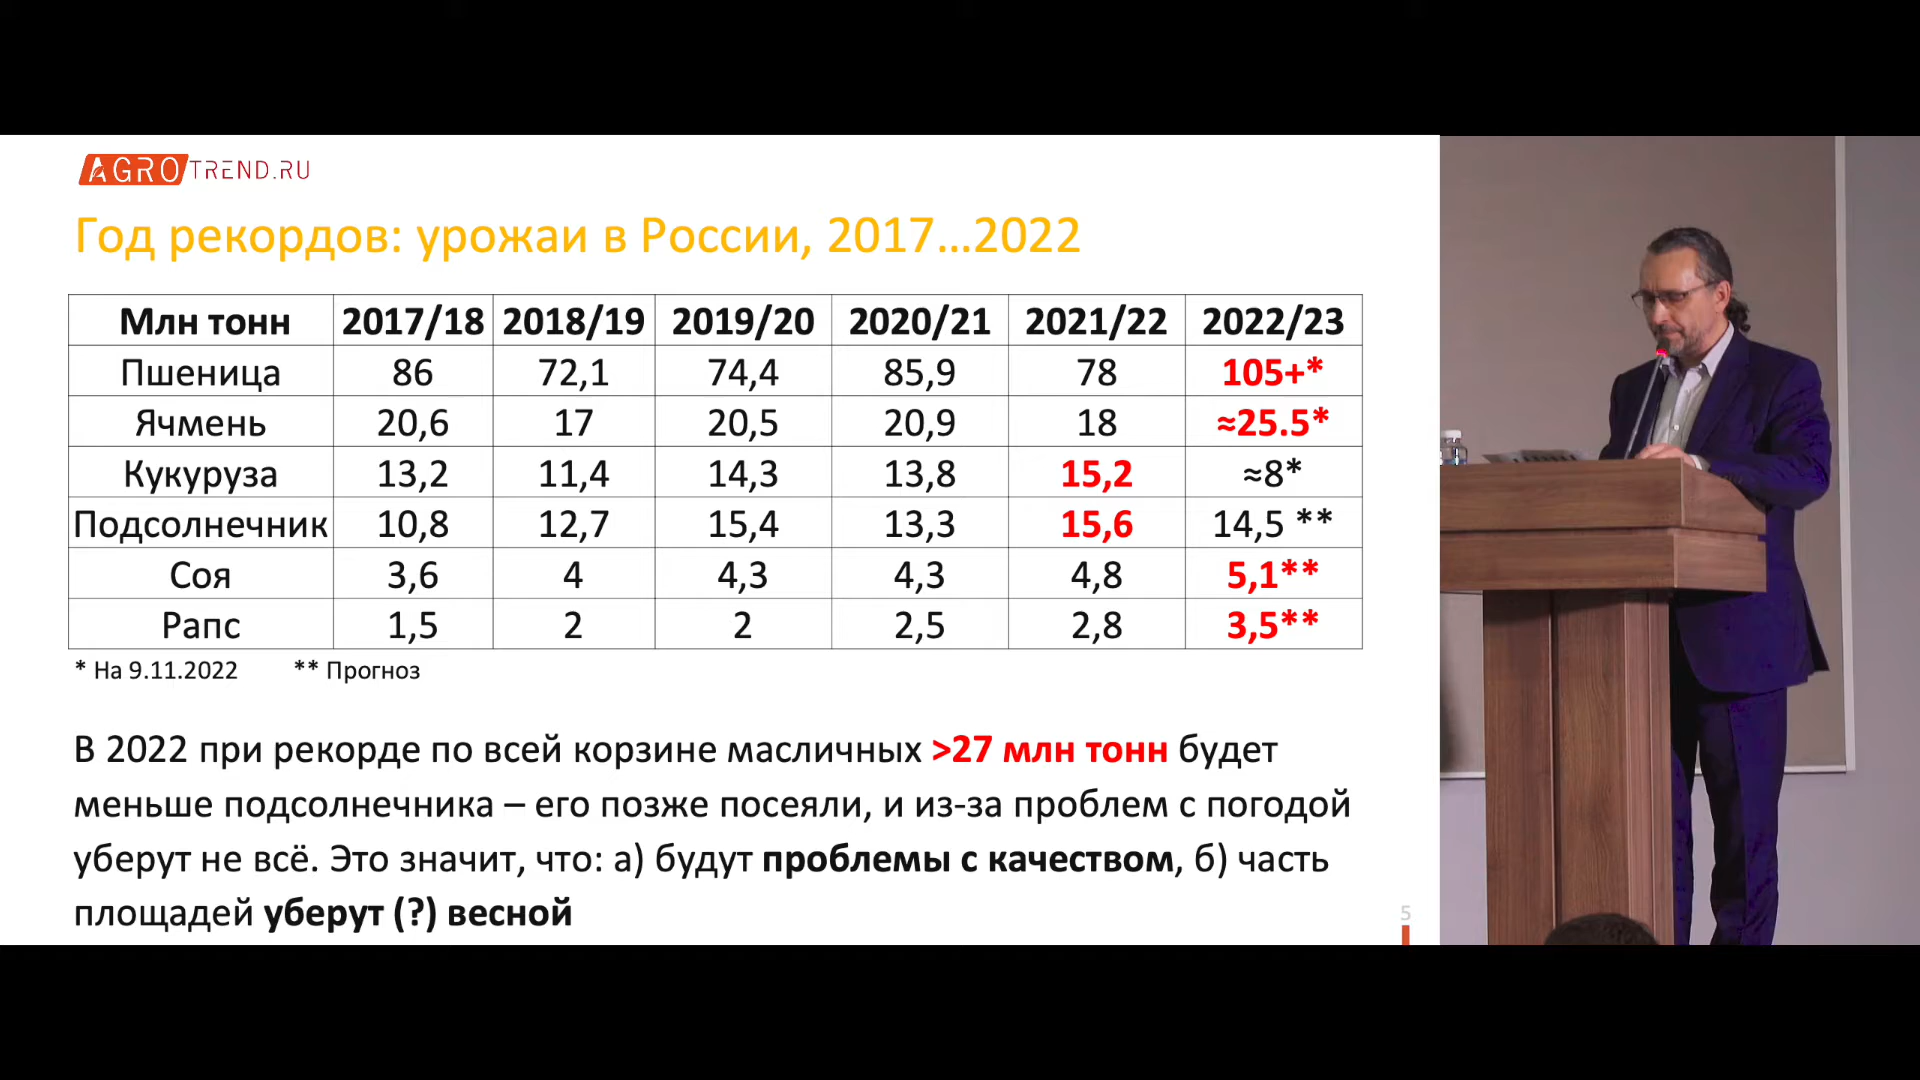 AGROTREND.RU
Год рекордов: урожаи в России, 2017...2022
Млн тонн 2017/18 2018/19 2019/20 2020/21 2021/22 2022/23
Пшеница 86 72,1 74,4 85,9 78 105+*
Ячмень 20,6 17 20,5 20,9 18 ≈25.5*
Кукуруза 13,2 11,4 14,3 13,8 15,2 ≈8*
Подсолнечник 10,8 12,7 15,4 13,3 15,6 14,5 **
Соя 3,6 4 4,3 4,3 4,8 5,1**
Рапс 1,5 2 2 2,5 2,8 3,5**
* На 9.11.2022 ** Прогноз
В 2022 при рекорде по всей корзине масличных >27 млн тонн будет
меньше подсолнечника – его позже посеяли, и из-за проблем с погодой
уберут не всё. Это значит, что: а) будут проблемы с качеством, б) часть
площадей уберут (?) весной
5